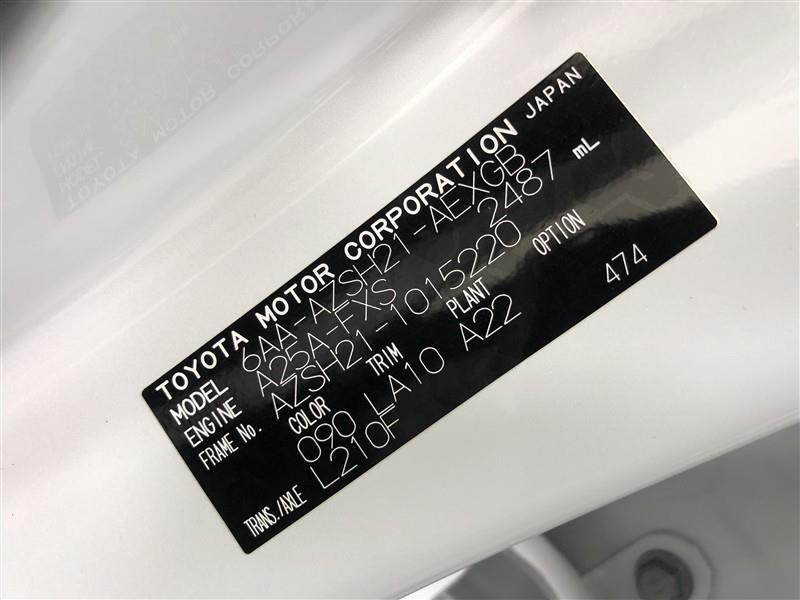 TOYOTA MOTOR CORPORATION JAPAN
MODEL 6AA-AZSH21-AEXGB
ENGINE A25A-FXS 2487 mL
FRAME No. AZSH21-1015220
COLOR TRIM PLANT OPTION
090 LA10 A22 474
TRANS./AXLE L210F